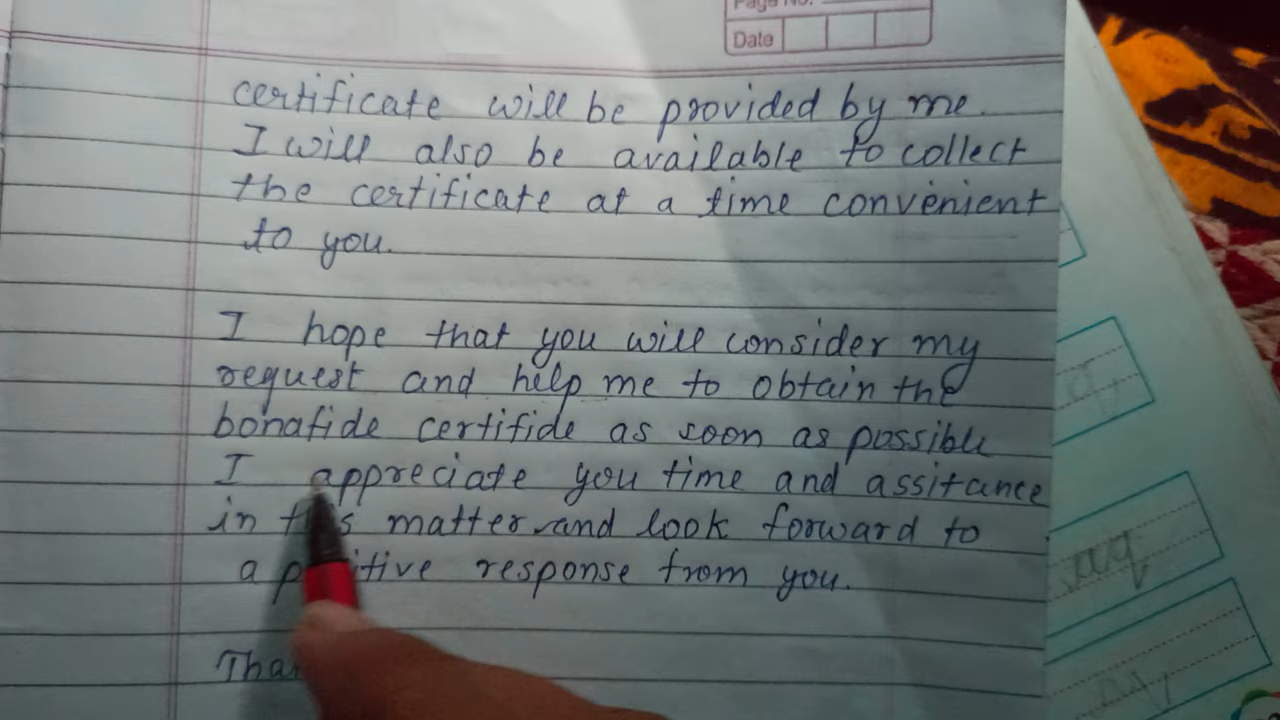 Page No.
Date
certificate will be provided by me.
I will also be available to collect
the certificate at a time convenient
to you.
I hope that you will consider my
request and help me to obtain the
bonafide certifide as soon as possible
I appreciate you time and assitance
in matter and look forward to
a response from you.